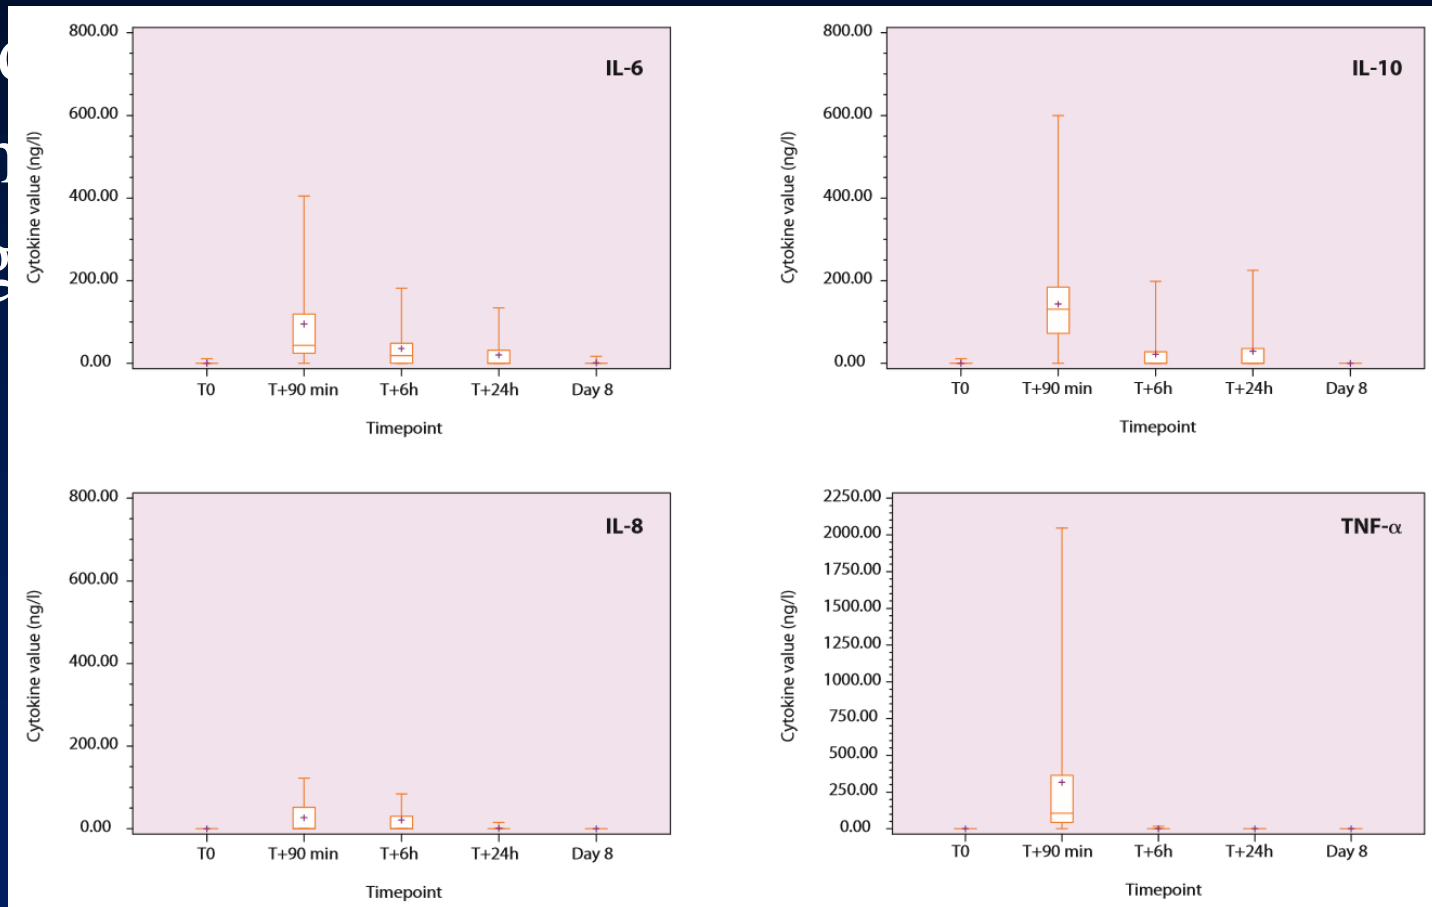 IL-6
Cytokine value (ng/l)
800.00
600.00
400.00
200.00
0.00
T0 T+90 min T+6h T+24h Day 8
Timepoint
IL-10
Cytokine value (ng/l)
800.00
600.00
400.00
200.00
0.00
T0 T+90 min T+6h T+24h Day 8
Timepoint
IL-8
Cytokine value (ng/l)
800.00
600.00
400.00
200.00
0.00
T0 T+90 min T+6h T+24h Day 8
Timepoint
TNF-α
Cytokine value (ng/l)
2250.00
2000.00
1750.00
1500.00
1250.00
1000.00
750.00
500.00
250.00
0.00
T0 T+90 min T+6h T+24h Day 8
Timepoint